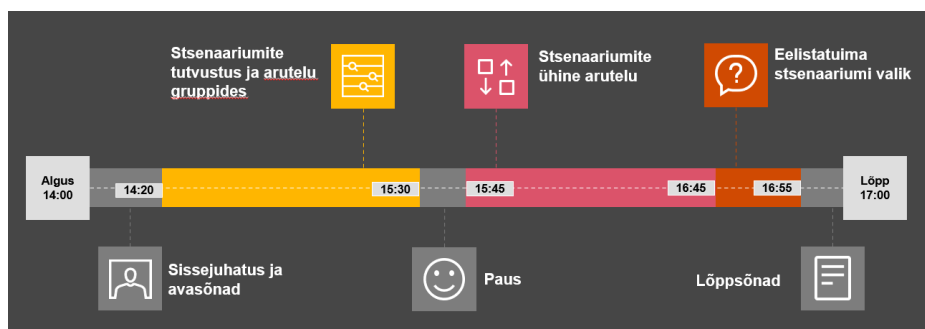 Stsenaariumite
tutvustus ja arutelu
gruppides
Stsenaariumite
ühine arutelu
?
Eelistatuima
stsenaariumi valik
Algus
14:00
14:20
15:30
15:45
16:45
16:55
Lõpp
17:00
Sissejuhatus ja
avasõnad
Paus
Lõppsõnad